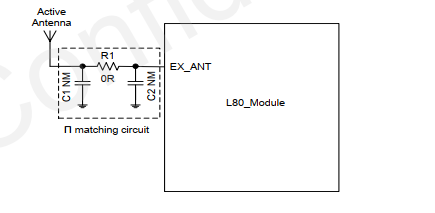 Active
Antenna
R1
0R
C1 NM
C2 NM
EX_ANT
L80_Module
Π matching circuit